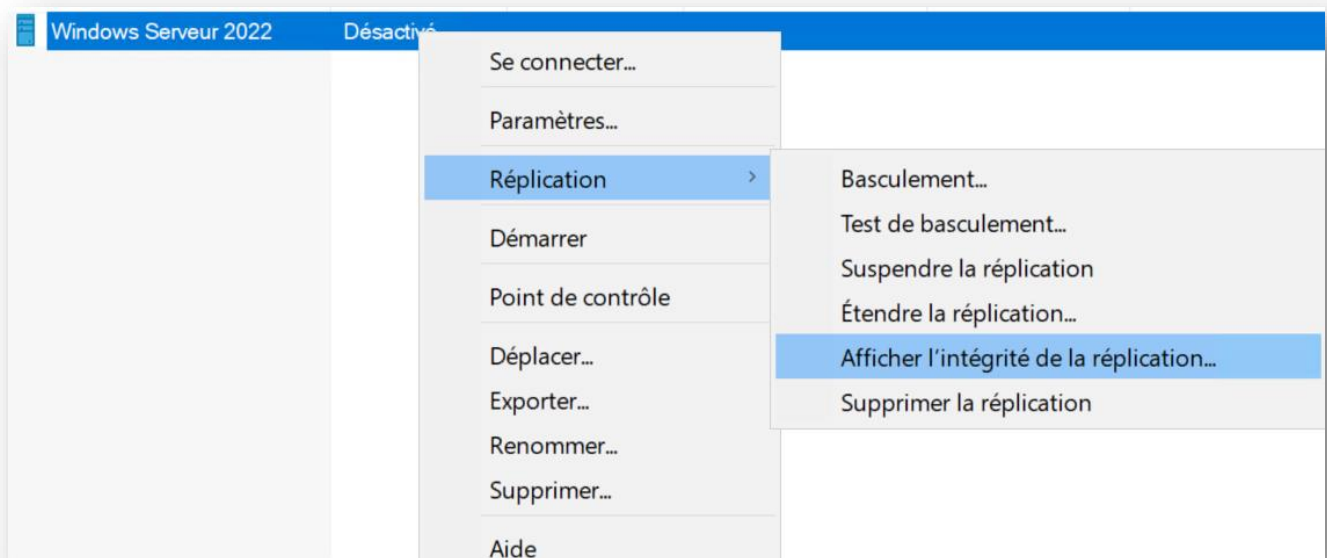 Windows Serveur 2022 Désactivé
Se connecter...
Paramètres...
Réplication
Démarrer
Point de contrôle
Déplacer...
Exporter...
Renommer...
Supprimer...
Aide
Basculement...
Test de basculement...
Suspendre la réplication
Étendre la réplication...
Afficher l’intégrité de la réplication...
Supprimer la réplication